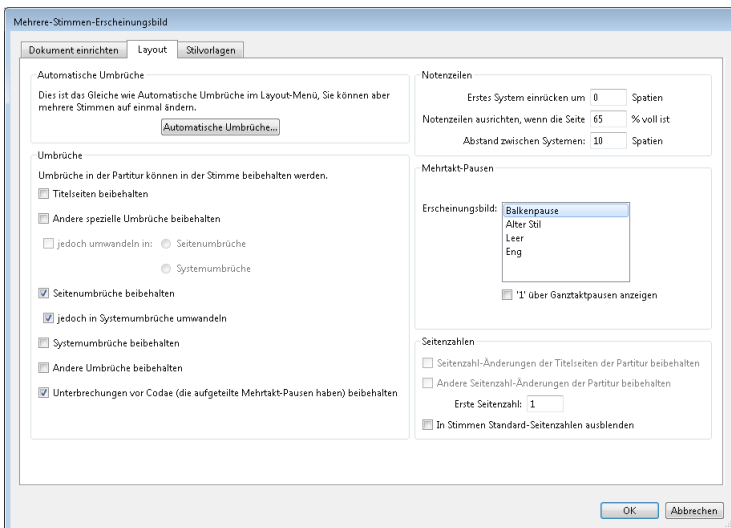 Mehrere-Stimmen-Erscheinungsbild
Dokument einrichten
Layout
Stilvorlagen
Automatische Umbrüche
Dies ist das Gleiche wie Automatische Umbrüche im Layout-Menü, Sie können aber
mehrere Stimmen auf einmal ändern.
Automatische Umbrüche...
Umbrüche
Umbrüche in der Partitur können in der Stimme beibehalten werden.
Titelseiten beibehalten
Andere spezielle Umbrüche beibehalten
jedoch umwandeln in:
Seitenumbrüche
Systemumbrüche
Seitenumbrüche beibehalten
jedoch in Systemumbrüche umwandeln
Systemumbrüche beibehalten
Andere Umbrüche beibehalten
Unterbrechungen vor Codae (die aufgeteilte Mehrtakt-Pausen haben) beibehalten
Notenzeilen
Erstes System einrücken um 0 Spatien
Notenzeilen ausrichten, wenn die Seite 65 % voll ist
Abstand zwischen Systemen: 10 Spatien
Mehrtakt-Pausen
Erscheinungsbild:
Balkenpause
Alter Stil
Leer
Eng
'1' über Ganztaktpausen anzeigen
Seitenzahlen
Seitenzahl-Änderungen der Titelseiten der Partitur beibehalten
Andere Seitenzahl-Änderungen der Partitur beibehalten
Erste Seitenzahl: 1
In Stimmen Standard-Seitenzahlen ausblenden
OK
Abbrechen